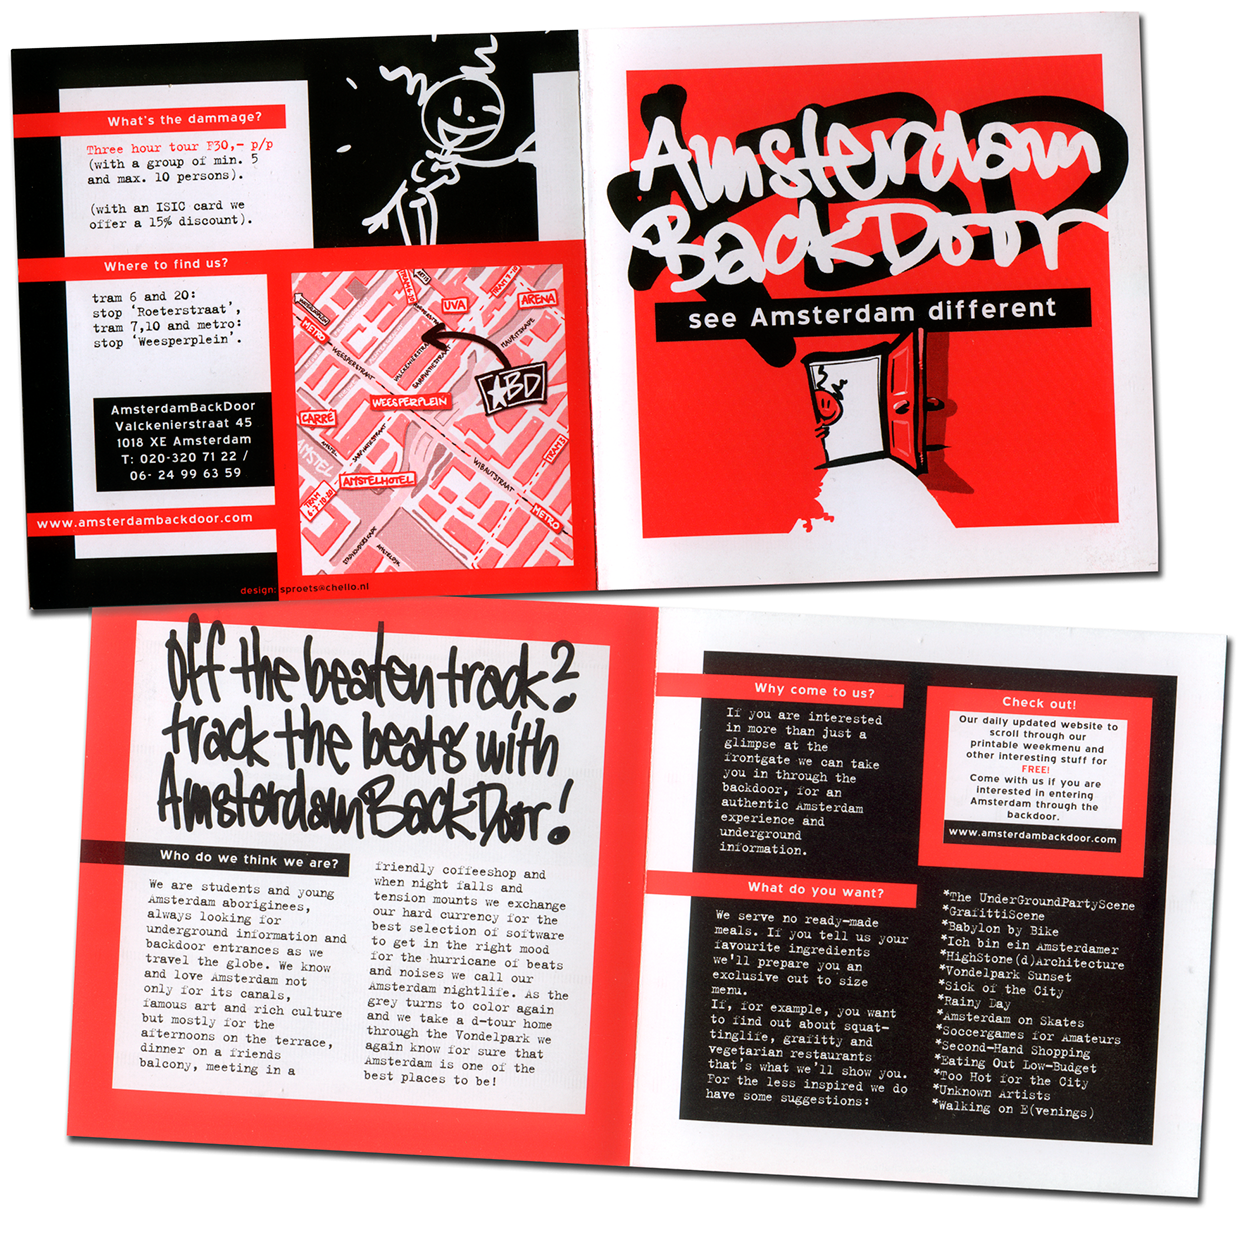 What's the dammage?
Three hour tour F30,- p/p
(with a group of min. 5
and max. 10 persons).
(with an ISIC card we
offer a 15% discount).
Where to find us?
tram 6 and 20:
stop 'Roeterstraat',
tram 7,10 and metro:
stop 'Weesperplein'.
AmsterdamBackDoor
Valckenierstraat 45
1018 XE Amsterdam
T: 020-320 71 22 /
06- 24 99 63 59
www.amsterdambackdoor.com
ARTIS
UVA
ARENA
METRO
WEESPERSTRAAT
VALCKENIERSTRAAT
SARPHATISTRAAT
MAURITSKADE
ABD
WEESPERPLEIN
CARRÉ
AMSTEL
SARPHATISTRAAT
WIBAUTSTRAAT
AMSTELHOTEL
METRO
design: sproets@chello.nl
ABD
Amsterdam
BackDoor
see Amsterdam different
Off the beaten track?
track the beats with
AmsterdamBackDoor!
Who do we think we are?
We are students and young
Amsterdam aboriginees,
always looking for
underground information and
backdoor entrances as we
travel the globe. We know
and love Amsterdam not
only for its canals,
famous art and rich culture
but mostly for the
afternoons on the terrace,
dinner on a friends
balcony, meeting in a
friendly coffeeshop and
when night falls and
tension mounts we exchange
our hard currency for the
best selection of software
to get in the right mood
for the hurricane of beats
and noises we call our
Amsterdam nightlife. As the
grey turns to color again
and we take a d-tour home
through the Vondelpark we
again know for sure that
Amsterdam is one of the
best places to be!
Why come to us?
If you are interested
in more than just a
glimpse at the
frontgate we can take
you in through the
backdoor, for an
authentic Amsterdam
experience and
underground
information.
What do you want?
We serve no ready-made
meals. If you tell us your
favourite ingredients
we'll prepare you an
exclusive cut to size
menu.
If, for example, you want
to find out about squat-
tinglife, grafitty and
vegetarian restaurants
that's what we'll show you.
For the less inspired we do
have some suggestions:
Check out!
Our daily updated website to
scroll through our
printable weekmenu and
other interesting stuff for
FREE!
Come with us if you are
interested in entering
Amsterdam through the
backdoor.
www.amsterdambackdoor.com
*The UnderGroundPartyScene
*GrafittiScene
*Babylon by Bike
*Ich bin ein Amsterdamer
*HighStone(d)Architecture
*Vondelpark Sunset
*Sick of the City
*Rainy Day
*Amsterdam on Skates
*Soccergames for Amateurs
*Second-Hand Shopping
*Eating Out Low-Budget
*Too Hot for the City
*Unknown Artists
*Walking on E(venings)